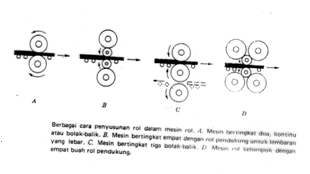 A
B
C
D
Berbagai cara penyusunan rol dalam mesin rol. A. Mesin bertingkat dua, kontinu
atau bolak-balik. B. Mesin bertingkat empat dengan rol pendukung untuk lembaran
yang lebar. C. Mesin bertingkat tiga bolak-balik. D. Mesin rol kelompok dengan
empat buah rol pendukung.